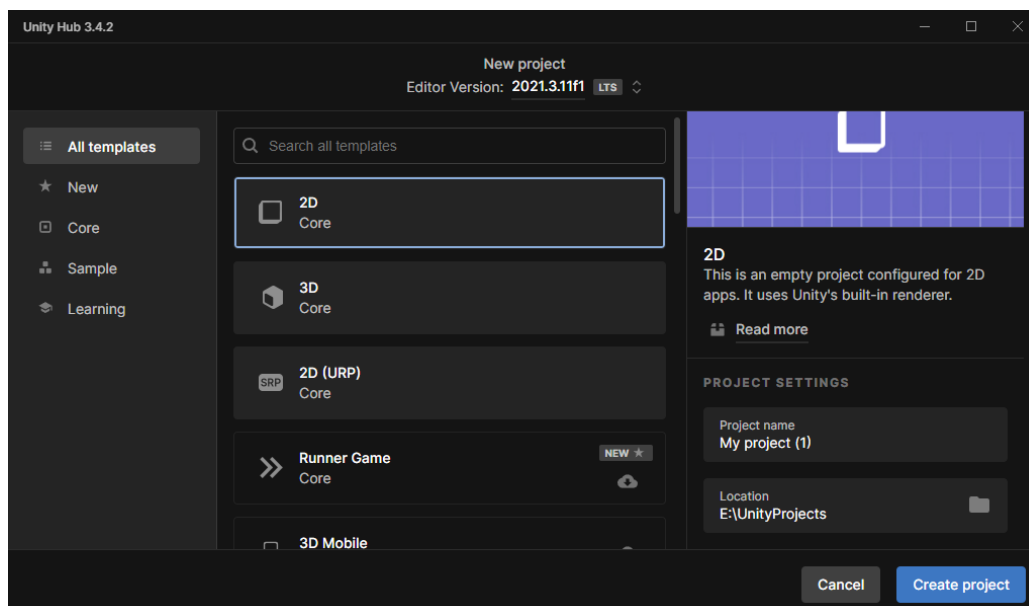 Unity Hub 3.4.2
New project
Editor Version: 2021.3.11f1 LTS
All templates
New
Core
Sample
Learning
Search all templates
2D
Core
3D
Core
SRP
2D (URP)
Core
Runner Game
Core
NEW
3D Mobile
2D
This is an empty project configured for 2D
apps. It uses Unity's built-in renderer.
Read more
PROJECT SETTINGS
Project name
My project (1)
Location
E:\UnityProjects
Cancel
Create project